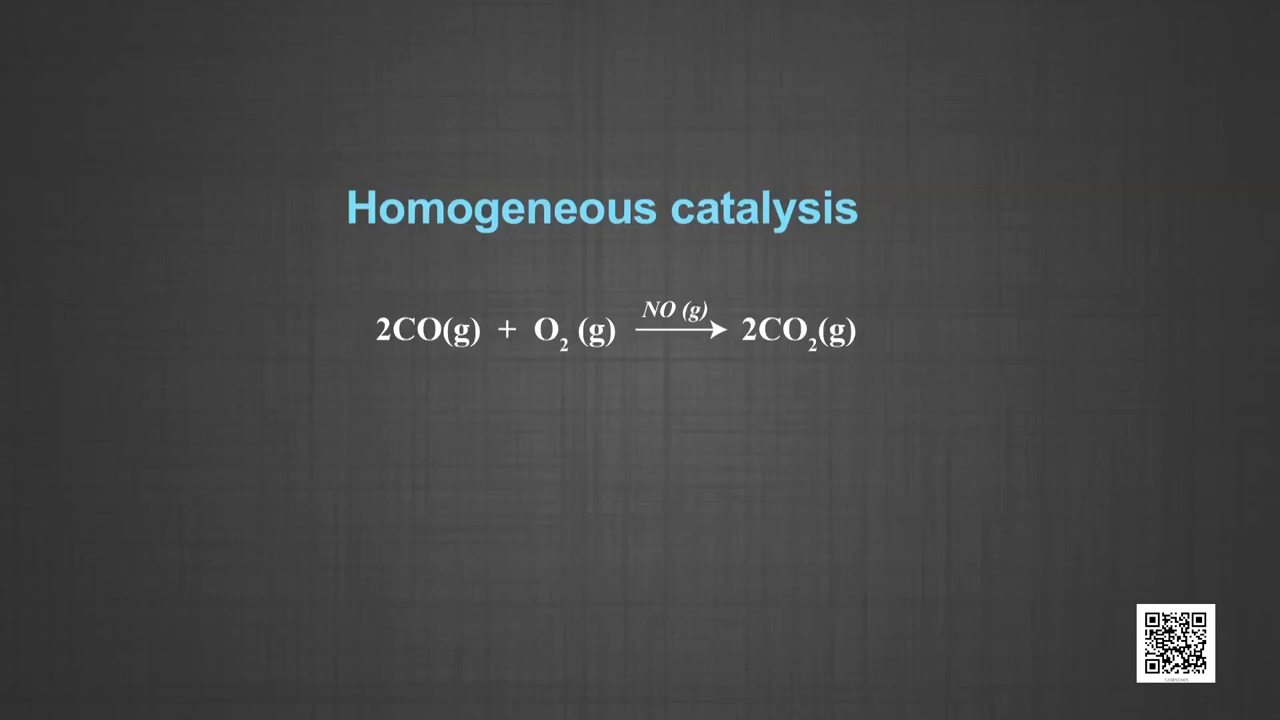 Homogeneous catalysis
NO (g)
2CO(g) + O₂ (g) ⟶ 2CO₂(g)